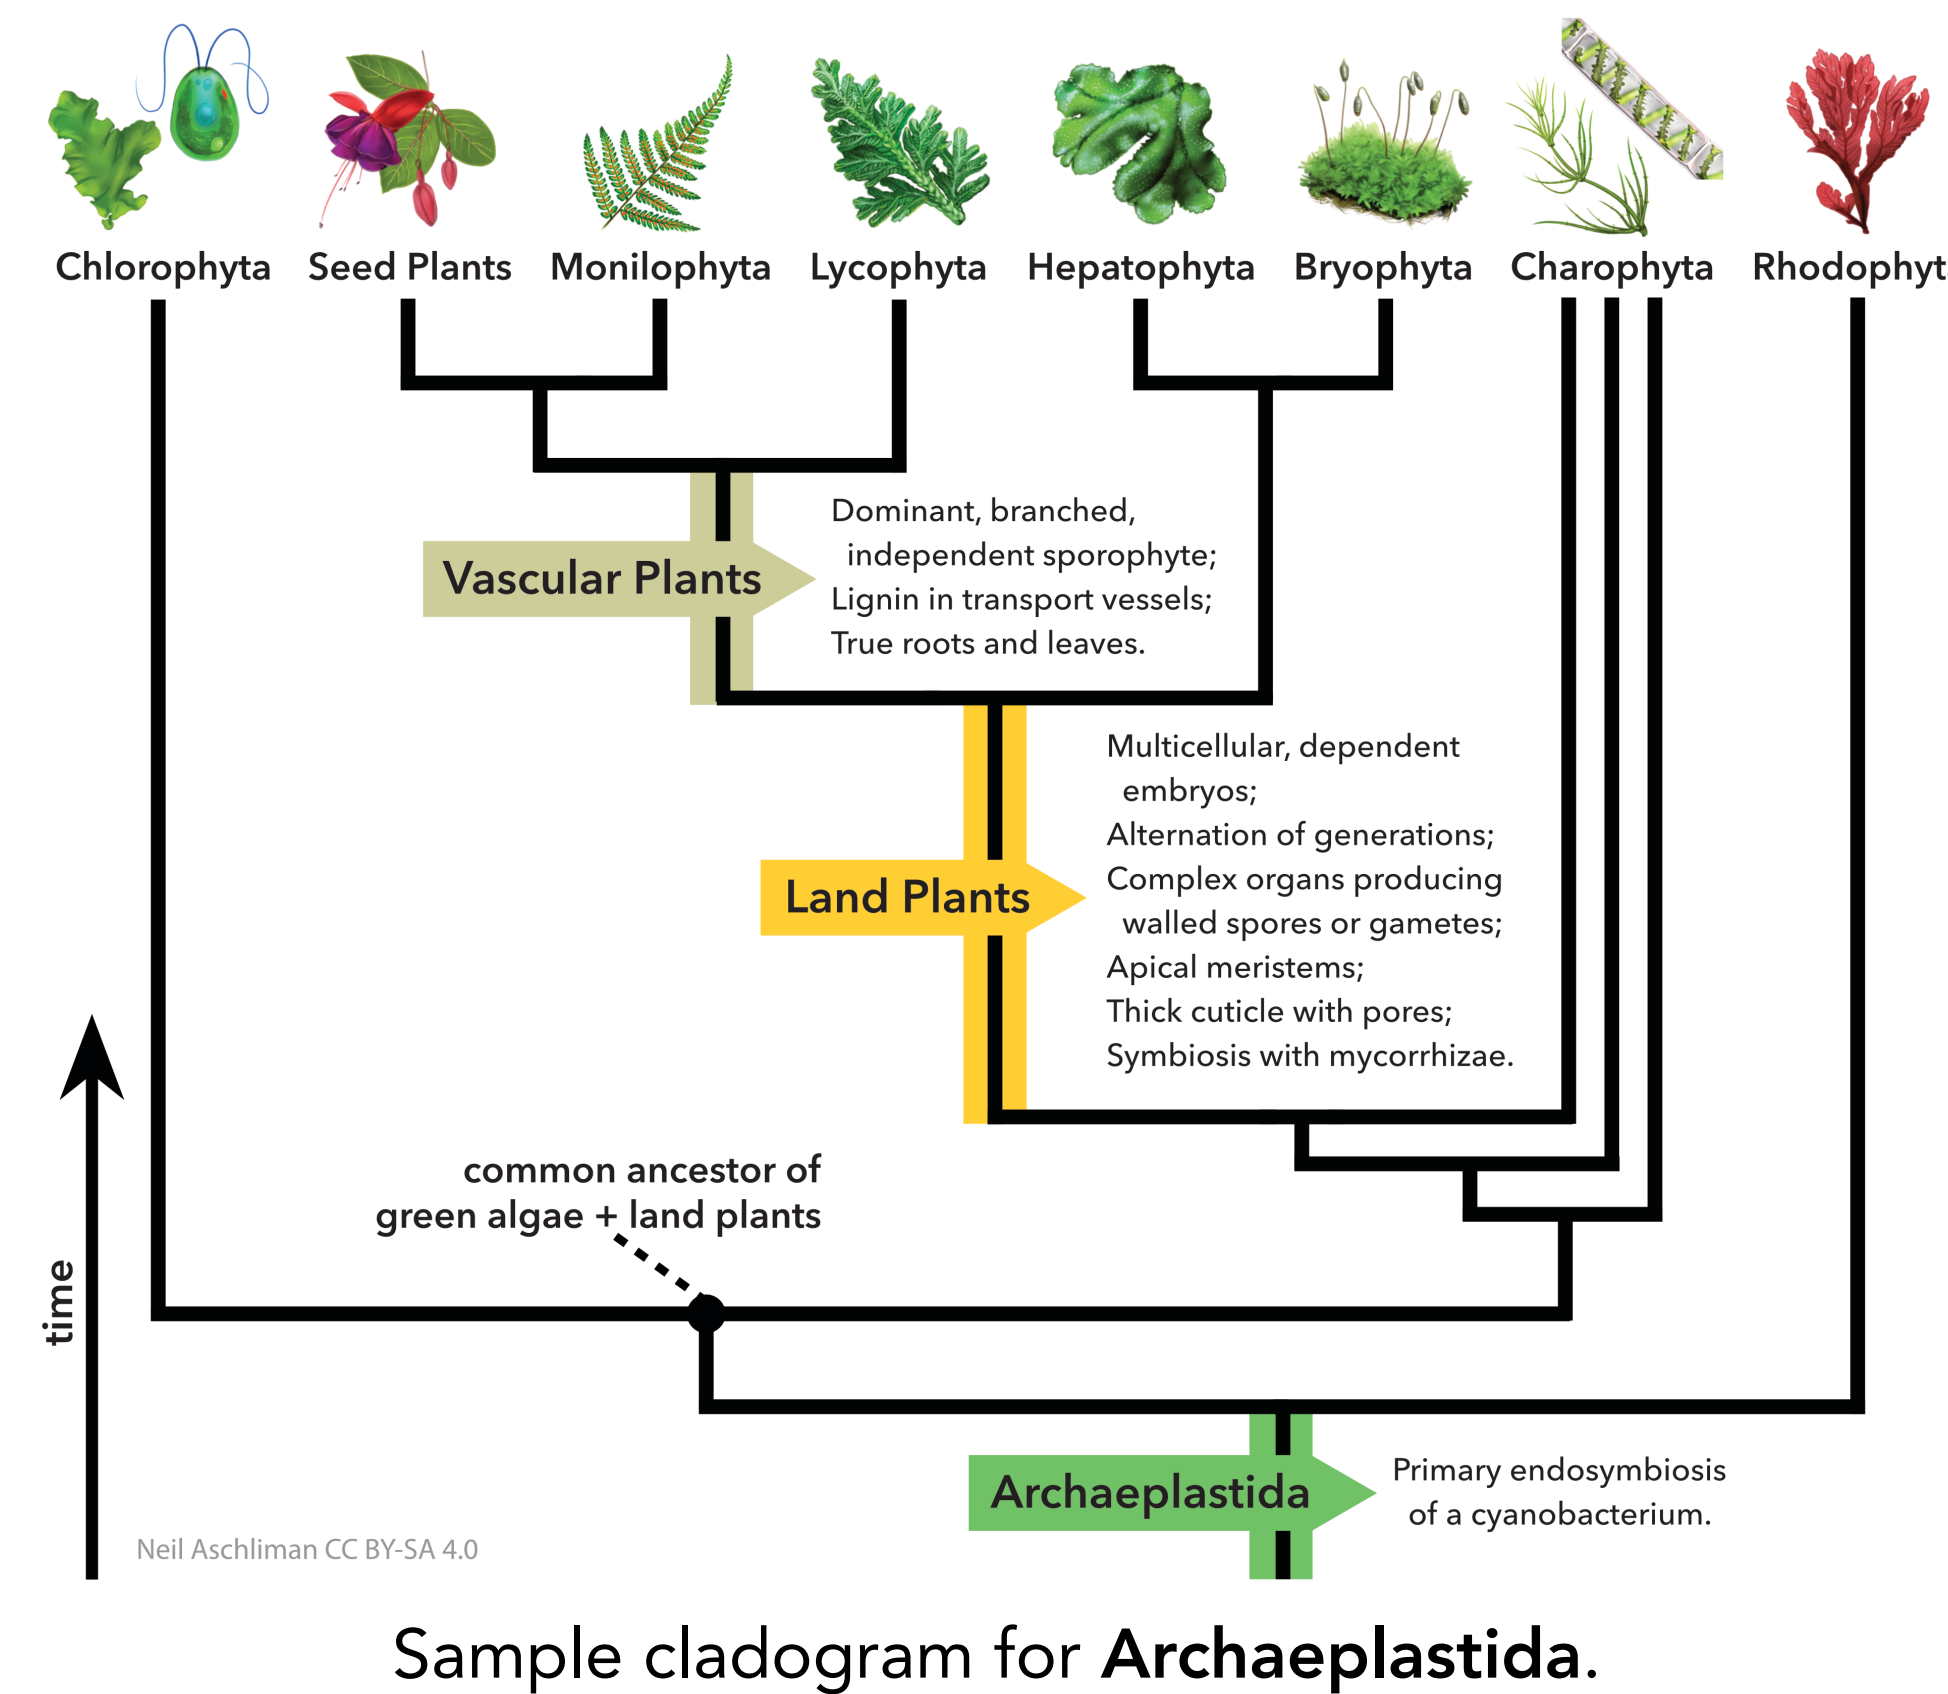 Chlorophyta Seed Plants Monilophyta Lycophyta Hepatophyta Bryophyta Charophyta Rhodophyt
Dominant, branched,
independent sporophyte;
Lignin in transport vessels;
True roots and leaves.
Vascular Plants
Multicellular, dependent
embryos;
Alternation of generations;
Complex organs producing
walled spores or gametes;
Apical meristems;
Thick cuticle with pores;
Symbiosis with mycorrhizae.
Land Plants
common ancestor of
green algae + land plants
time
Archaeplastida
Primary endosymbiosis
of a cyanobacterium.
Neil Aschliman CC BY-SA 4.0
Sample cladogram for Archaeplastida.